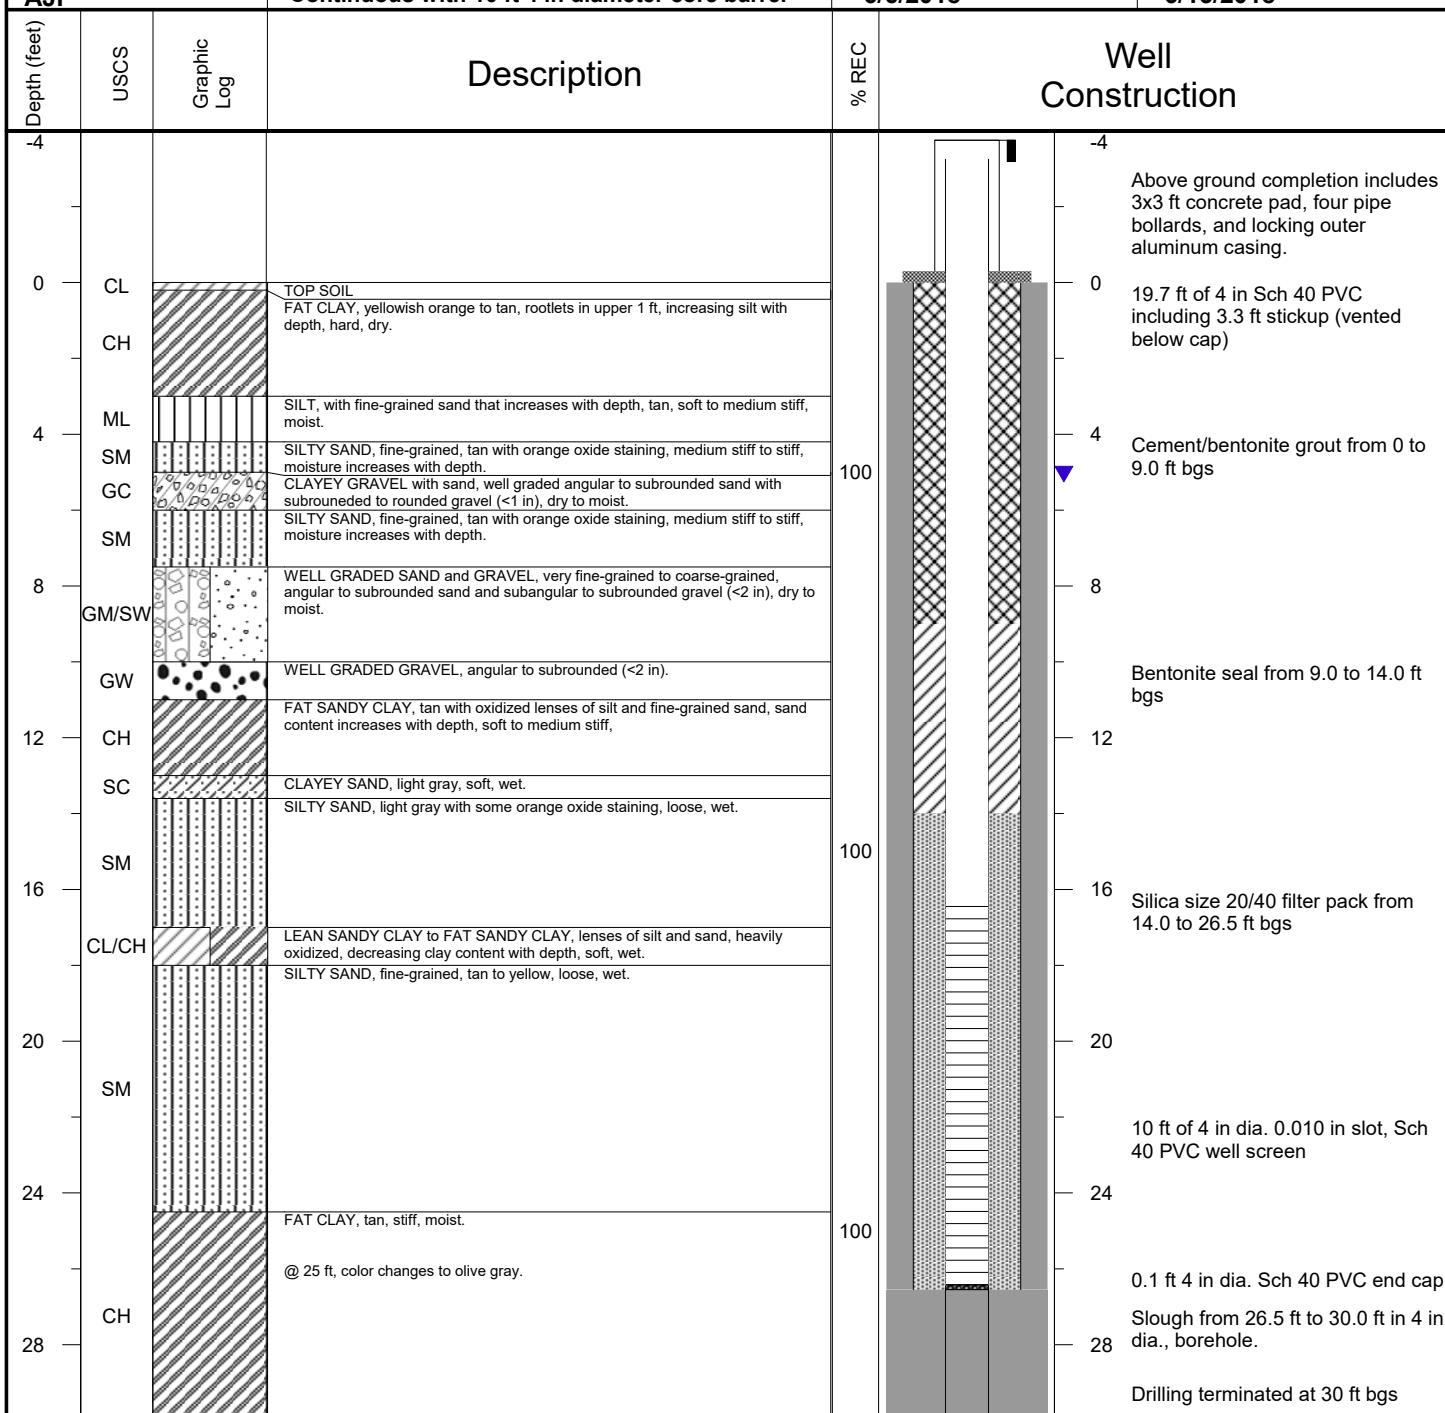 Depth (feet)
USCS
Graphic
Log
Description
% REC
Well
Construction
-4
-4
Above ground completion includes
3x3 ft concrete pad, four pipe
bollards, and locking outer
aluminum casing.
0
CL
TOP SOIL
0
19.7 ft of 4 in Sch 40 PVC
including 3.3 ft stickup (vented
below cap)
CH
FAT CLAY, yellowish orange to tan, rootlets in upper 1 ft, increasing silt with
depth, hard, dry.
ML
SILT, with fine-grained sand that increases with depth, tan, soft to medium stiff,
moist.
4
4
Cement/bentonite grout from 0 to
9.0 ft bgs
SM
SILTY SAND, fine-grained, tan with orange oxide staining, medium stiff to stiff,
moisture increases with depth.
100
GC
CLAYEY GRAVEL with sand, well graded angular to subrounded sand with
subrouneded to rounded gravel (<1 in), dry to moist.
SM
SILTY SAND, fine-grained, tan with orange oxide staining, medium stiff to stiff,
moisture increases with depth.
8
8
GM/SW
WELL GRADED SAND and GRAVEL, very fine-grained to coarse-grained,
angular to subrounded sand and subangular to subrounded gravel (<2 in), dry to
moist.
GW
WELL GRADED GRAVEL, angular to subrounded (<2 in).
Bentonite seal from 9.0 to 14.0 ft
bgs
12
CH
FAT SANDY CLAY, tan with oxidized lenses of silt and fine-grained sand, sand
content increases with depth, soft to medium stiff,
12
SC
CLAYEY SAND, light gray, soft, wet.
SM
SILTY SAND, light gray with some orange oxide staining, loose, wet.
100
16
16
Silica size 20/40 filter pack from
14.0 to 26.5 ft bgs
CL/CH
LEAN SANDY CLAY to FAT SANDY CLAY, lenses of silt and sand, heavily
oxidized, decreasing clay content with depth, soft, wet.
SILTY SAND, fine-grained, tan to yellow, loose, wet.
20
20
SM
10 ft of 4 in dia. 0.010 in slot, Sch
40 PVC well screen
24
24
FAT CLAY, tan, stiff, moist.
100
@ 25 ft, color changes to olive gray.
0.1 ft 4 in dia. Sch 40 PVC end cap
CH
Slough from 26.5 ft to 30.0 ft in 4 in
dia., borehole.
28
28
Drilling terminated at 30 ft bgs